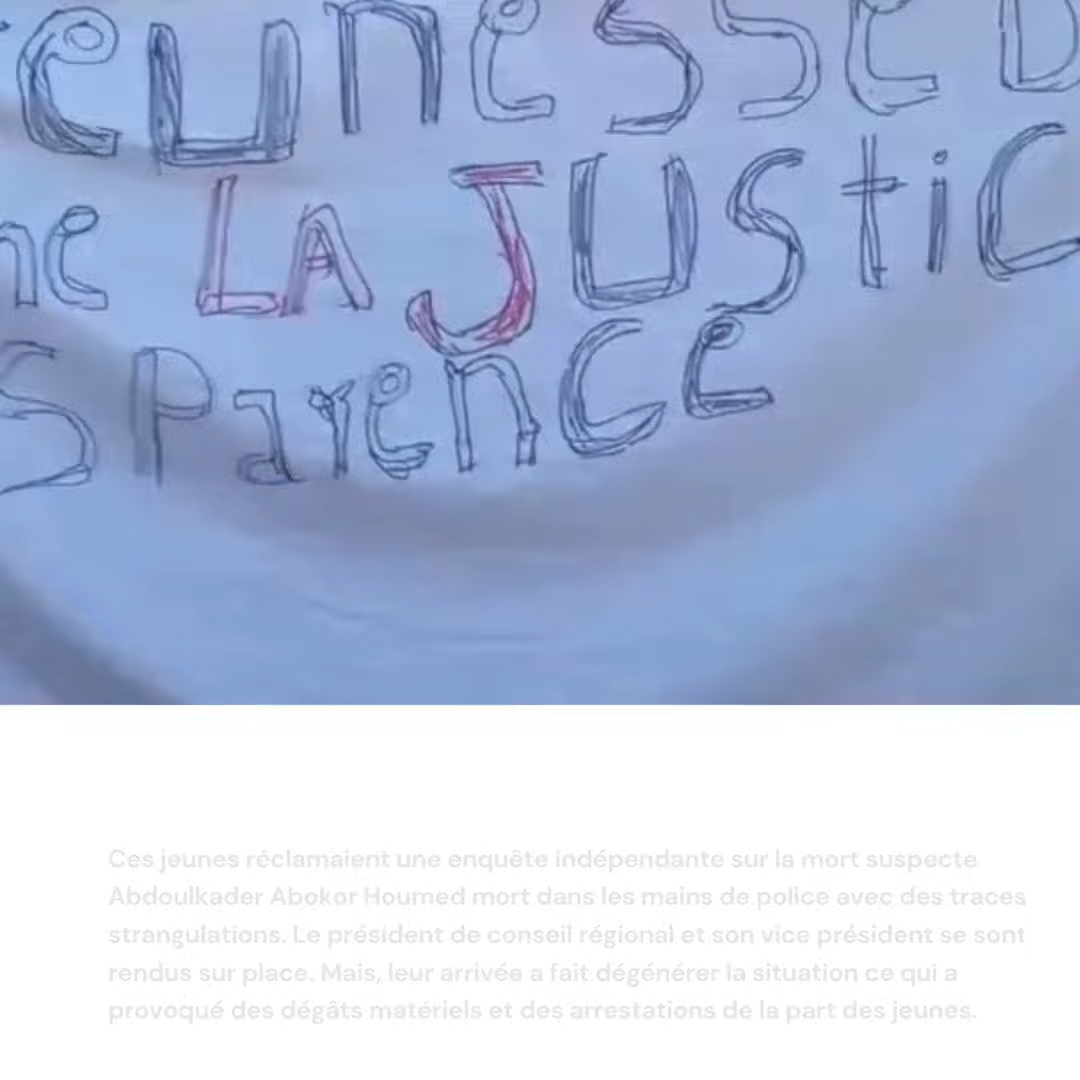 eunesse D
ne LA JUstiC
SParence
Ces jeunes réclamaient une enquête indépendante sur la mort suspecte
Abdoulkader Abokor Houmed mort dans les mains de police avec des traces
strangulations. Le président de conseil régional et son vice président se sont
rendus sur place. Mais, leur arrivée a fait dégénérer la situation ce qui a
provoqué des dégâts matériels et des arrestations de la part des jeunes.